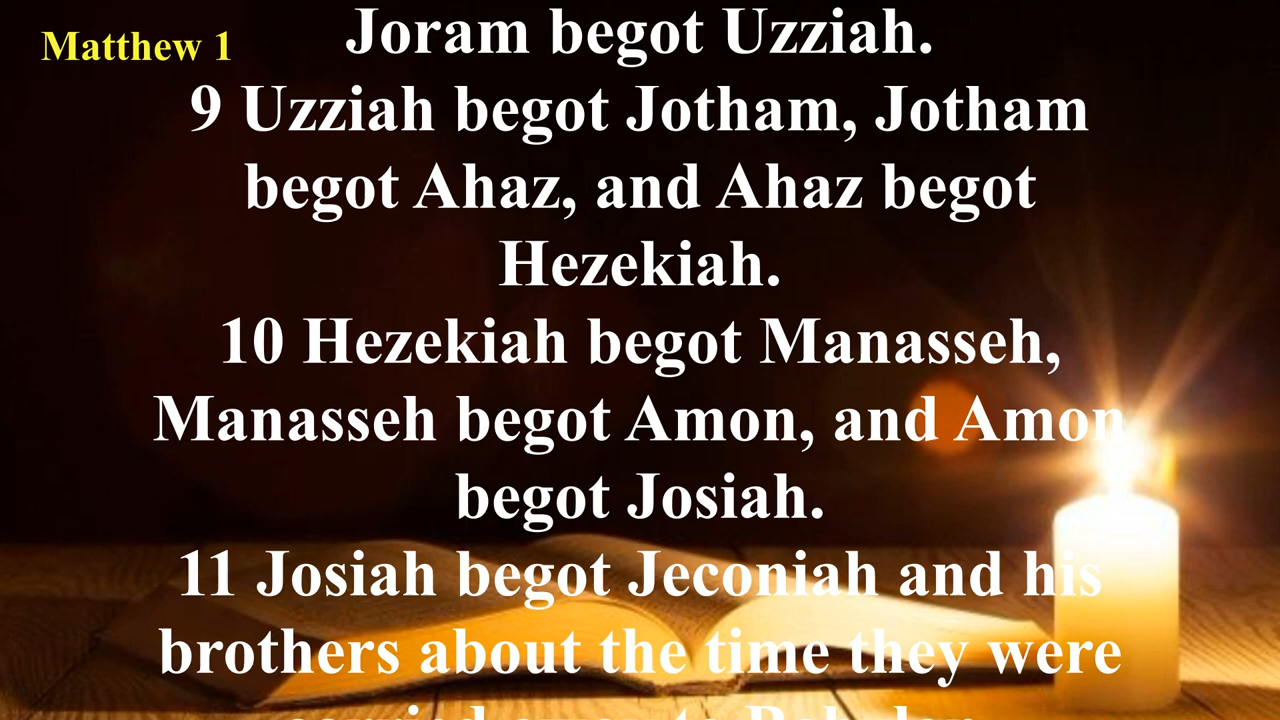 Matthew 1
Joram begot Uzziah.
9 Uzziah begot Jotham, Jotham
begot Ahaz, and Ahaz begot
Hezekiah.
10 Hezekiah begot Manasseh,
Manasseh begot Amon, and Amon
begot Josiah.
11 Josiah begot Jeconiah and his
brothers about the time they were